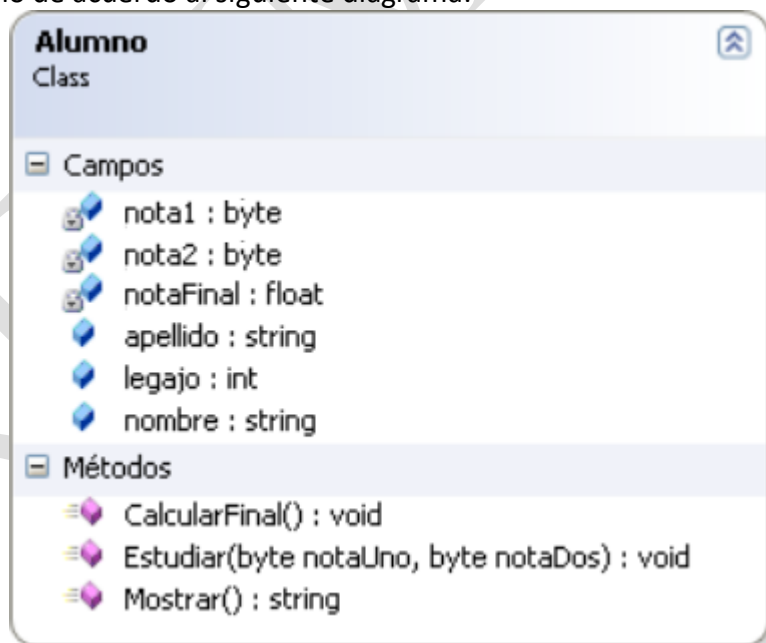 no de acuerdo al siguiente diagrama:
Alumno
Class
Campos
nota1 : byte
nota2 : byte
notaFinal : float
apellido : string
legajo : int
nombre : string
Métodos
CalcularFinal() : void
Estudiar(byte notaUno, byte notaDos) : void
Mostrar() : string